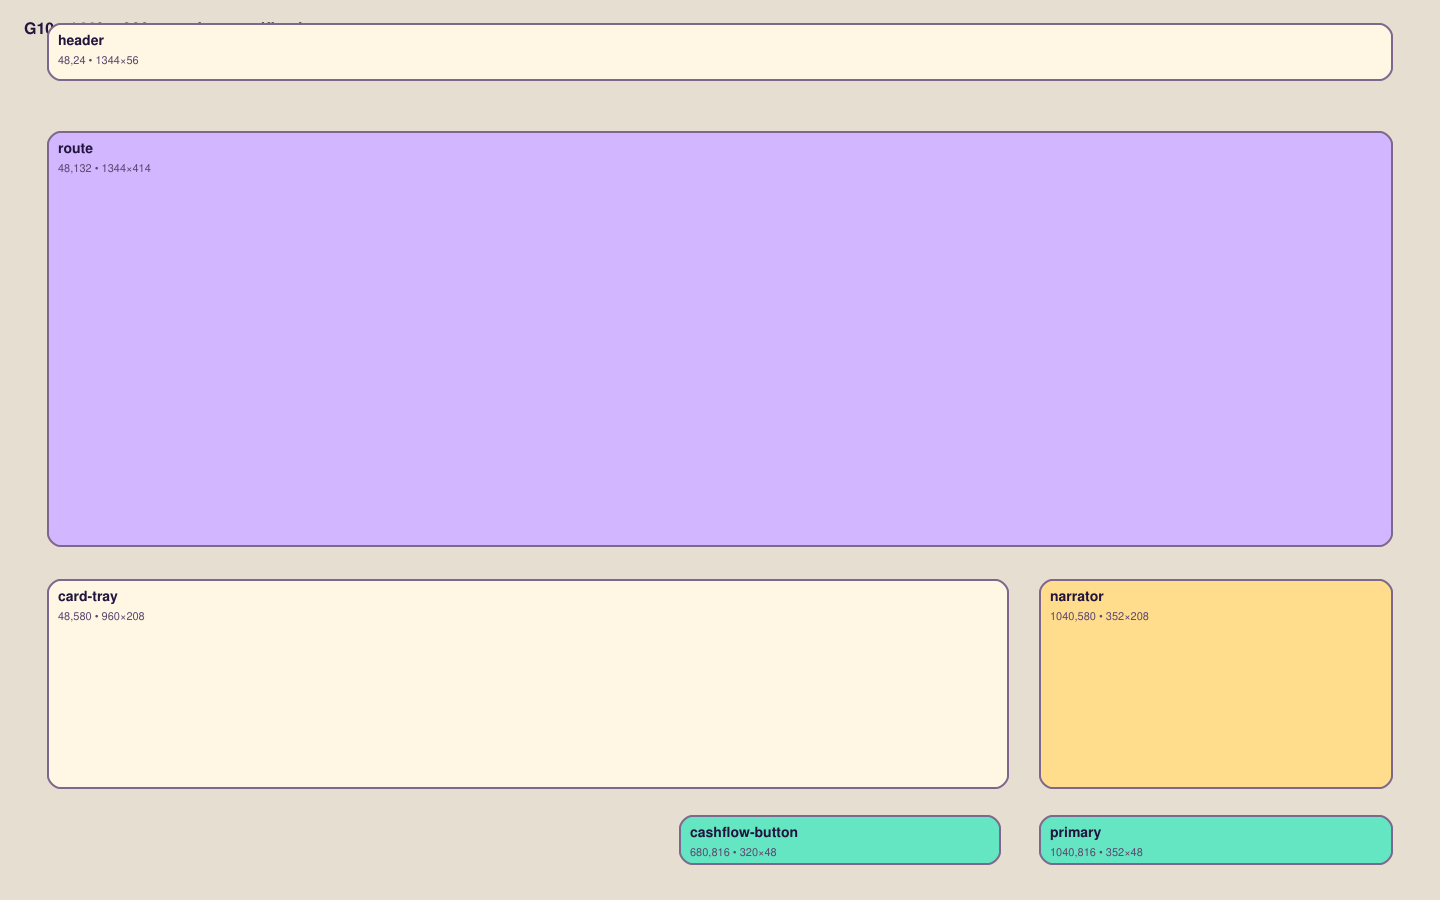 G10
header
48,24 • 1344×56
route
48,132 • 1344×414
card-tray
48,580 • 960×208
narrator
1040,580 • 352×208
cashflow-button
680,816 • 320×48
primary
1040,816 • 352×48